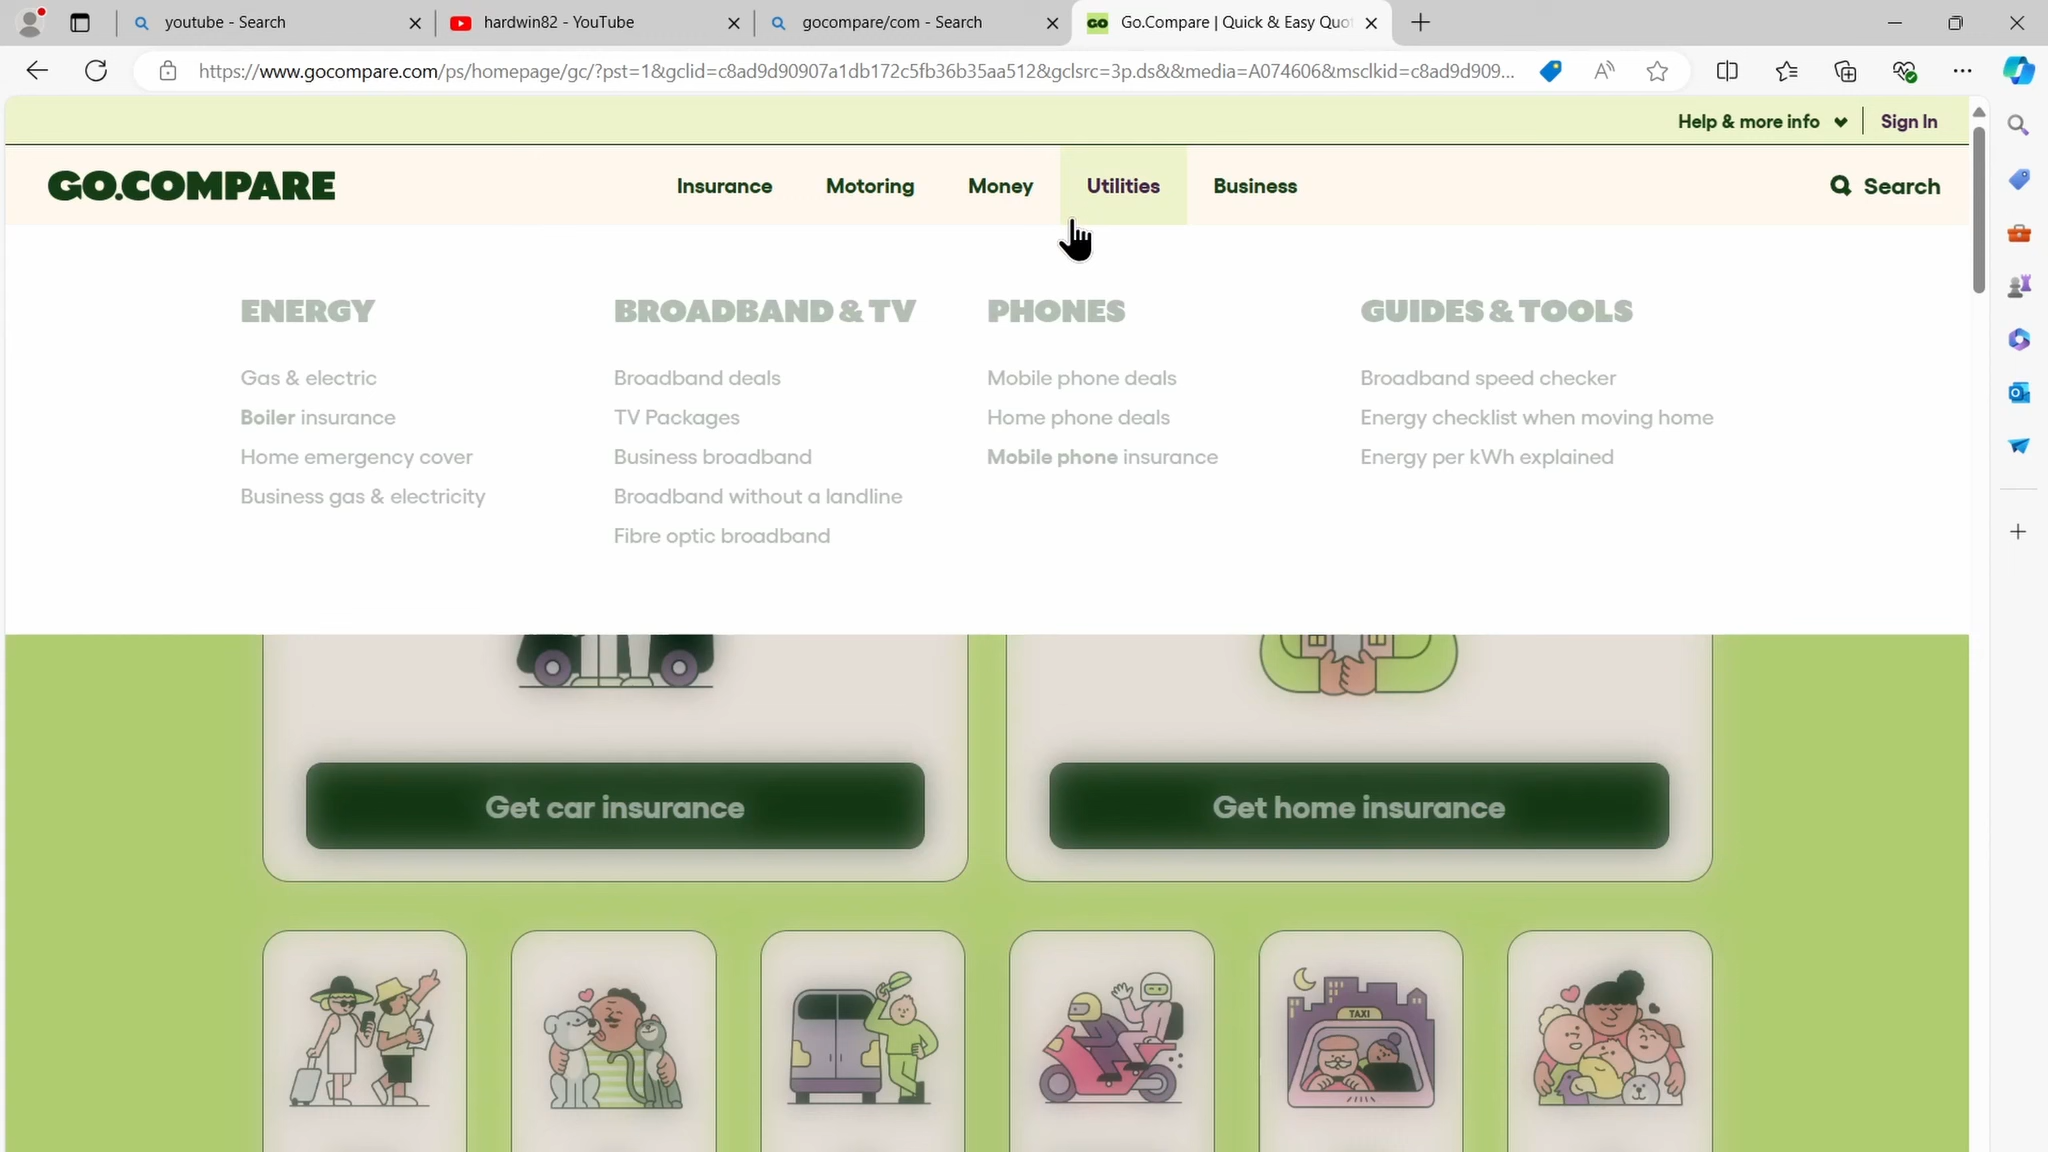 youtube - Search
hardwin82 - YouTube
gocompare/com - Search
GO Go.Compare | Quick & Easy Quo
https://www.gocompare.com/ps/homepage/gc/?pst=1&gclid=c8ad9d90907a1db172c5fb36b35aa512&gclsrc=3p.ds&&media=A074606&msclkid=c8ad9d909...
Help & more info
Sign In
GO.COMPARE
Insurance
Motoring
Money
Utilities
Business
Search
ENERGY
Gas & electric
Boiler insurance
Home emergency cover
Business gas & electricity
BROADBAND & TV
Broadband deals
TV Packages
Business broadband
Broadband without a landline
Fibre optic broadband
PHONES
Mobile phone deals
Home phone deals
Mobile phone insurance
GUIDES & TOOLS
Broadband speed checker
Energy checklist when moving home
Energy per kWh explained
Get car insurance
Get home insurance
TAXI